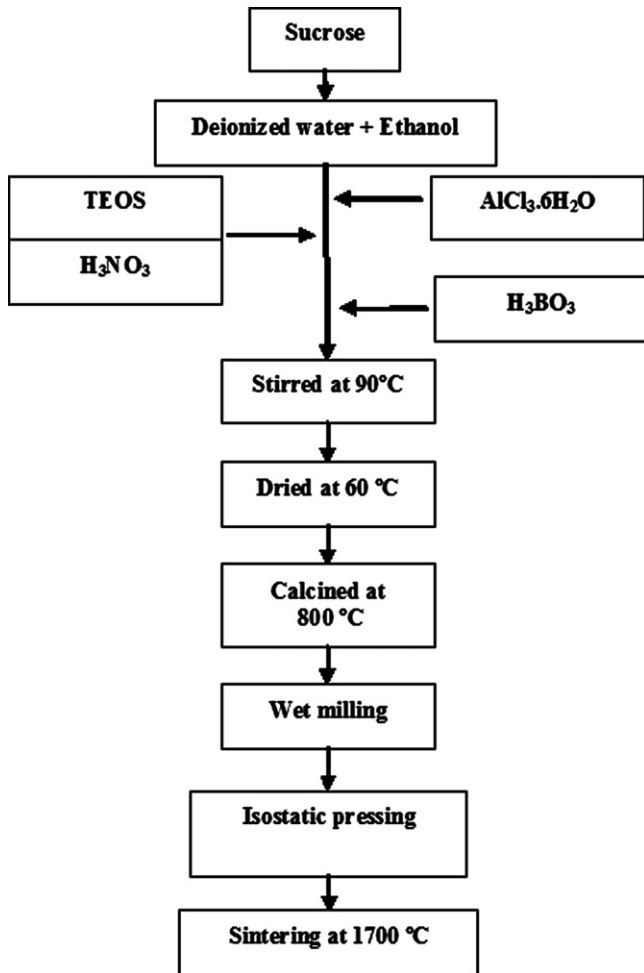 Sucrose
Deionized water + Ethanol
TEOS
AlCl₃.6H₂O
H₃NO₃
H₃BO₃
Stirred at 90°C
Dried at 60 °C
Calcined at
800 °C
Wet milling
Isostatic pressing
Sintering at 1700 °C